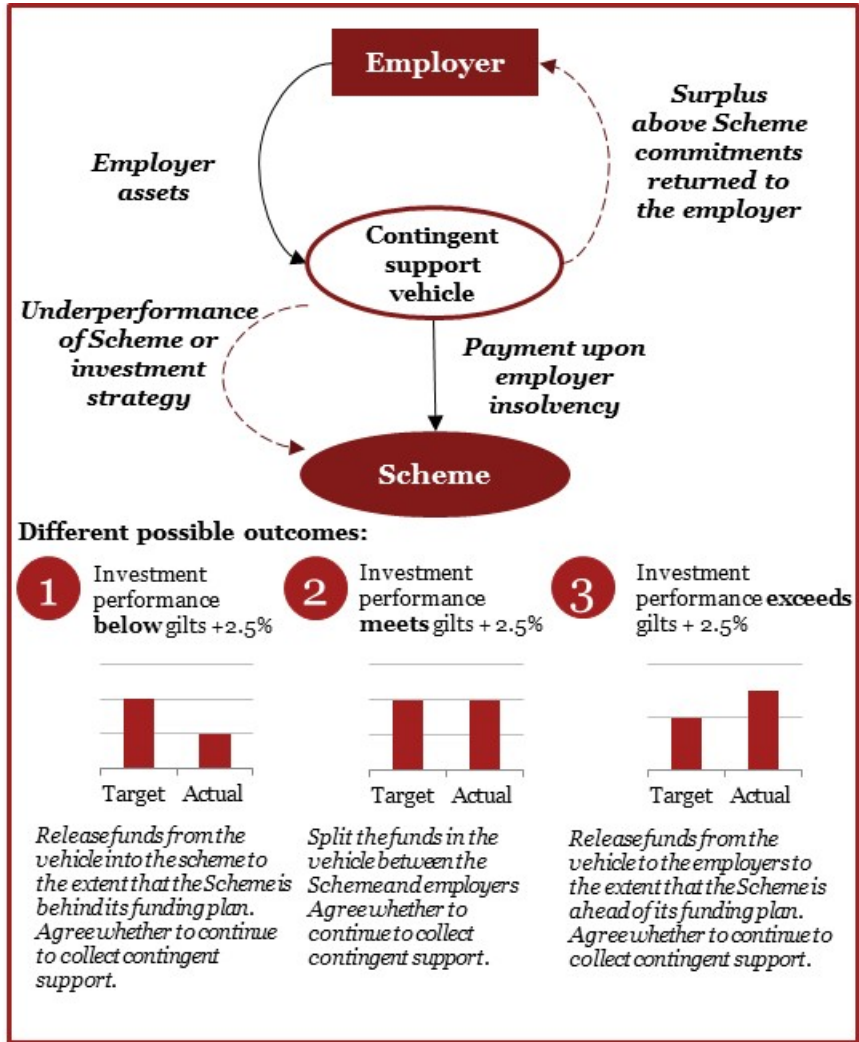 Employer
Employer
assets
Surplus
above Scheme
commitments
returned to
the employer
Contingent
support
vehicle
Underperformance
of Scheme or
investment
strategy
Payment upon
employer
insolvency
Scheme
Different possible outcomes:
1
Investment
performance
below gilts +2.5%
Target Actual
Release funds from the
vehicle into the scheme to
the extent that the Scheme is
behind its funding plan.
Agree whether to continue
to collect contingent
support.
2
Investment
performance
meets gilts + 2.5%
Target Actual
Split the funds in the
vehicle between the
Scheme and employers
Agree whether to
continue to collect
contingent support.
3
Investment
performance exceeds
gilts + 2.5%
Target Actual
Release funds from the
vehicle to the employers to
the extent that the Scheme is
ahead of its funding plan.
Agree whether to continue to
collect contingent support.